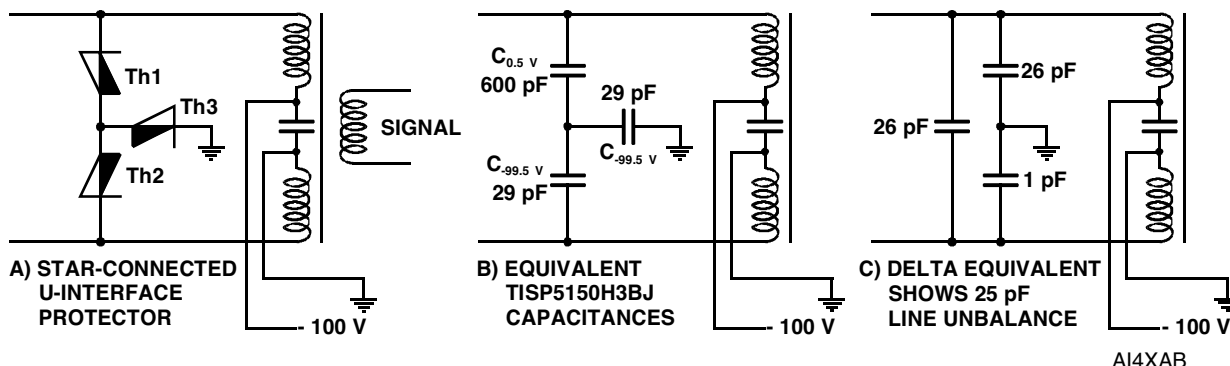 Th1
Th3
Th2
SIGNAL
A) STAR-CONNECTED
U-INTERFACE
PROTECTOR
- 100 V
C0.5 V
600 pF
29 pF
C-99.5 V
C-99.5 V
29 pF
B) EQUIVALENT
TISP5150H3BJ
CAPACITANCES
- 100 V
26 pF
26 pF
1 pF
C) DELTA EQUIVALENT
SHOWS 25 pF
LINE UNBALANCE
- 100 V
AI4XAB